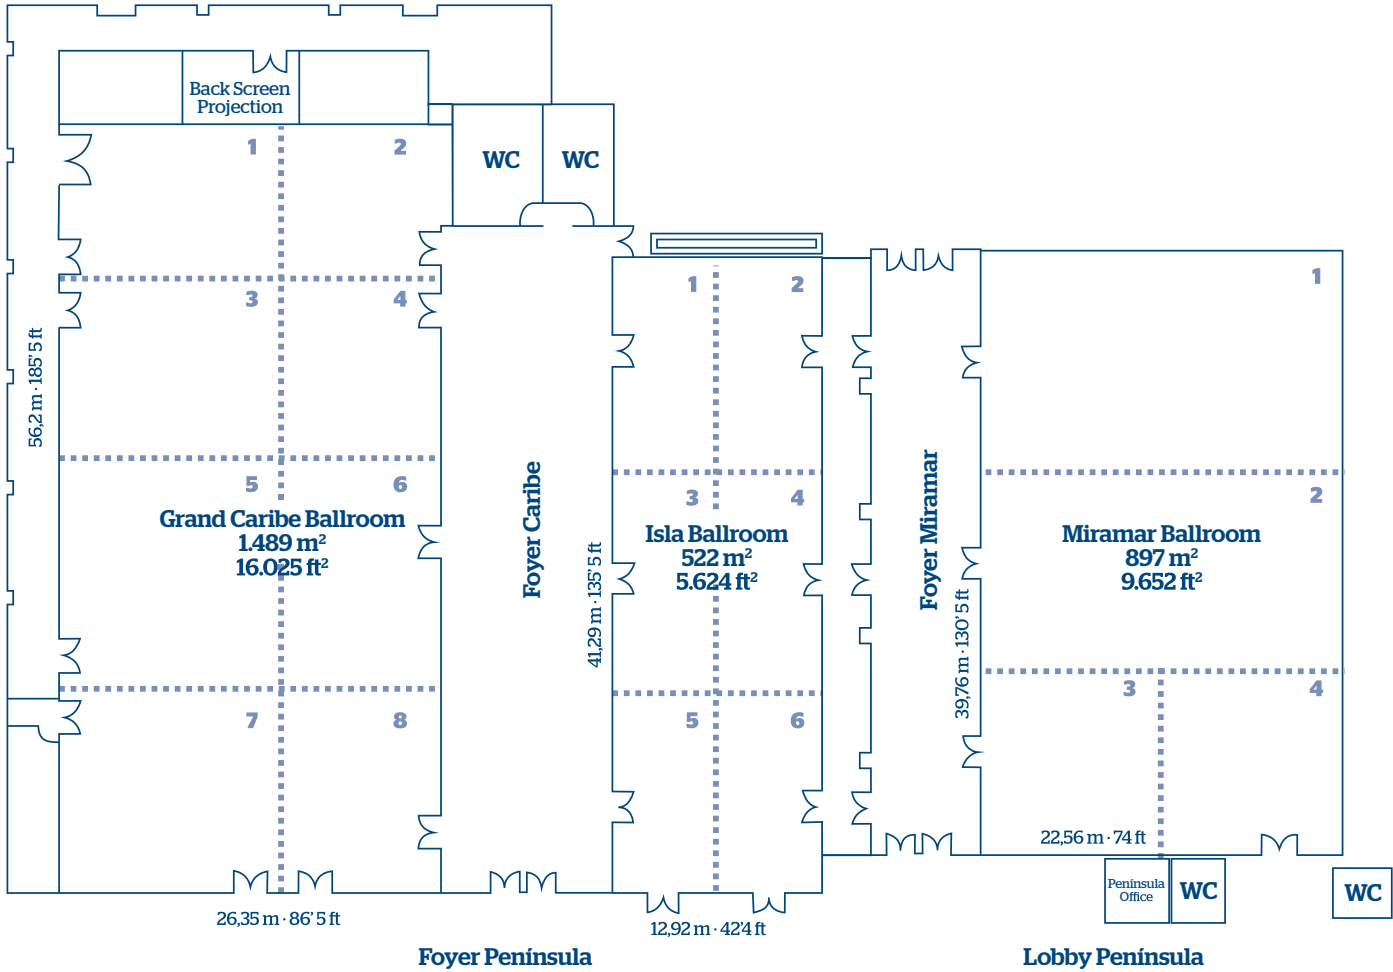 Back Screen
Projection
1
2
WC
WC
3
4
56,2 m · 185' 5 ft
5
6
Grand Caribe Ballroom
1.489 m²
16.025 ft²
7
8
26,35 m · 86' 5 ft
Foyer Caribe
41,29 m · 135' 5 ft
1
2
3
4
Isla Ballroom
522 m²
5.624 ft²
5
6
12,92 m · 42'4 ft
Foyer Miramar
39,76 m · 130' 5 ft
1
2
Miramar Ballroom
897 m²
9.652 ft²
3
4
22,56 m · 74 ft
Península
Office
WC
WC
Foyer Península
Lobby Península